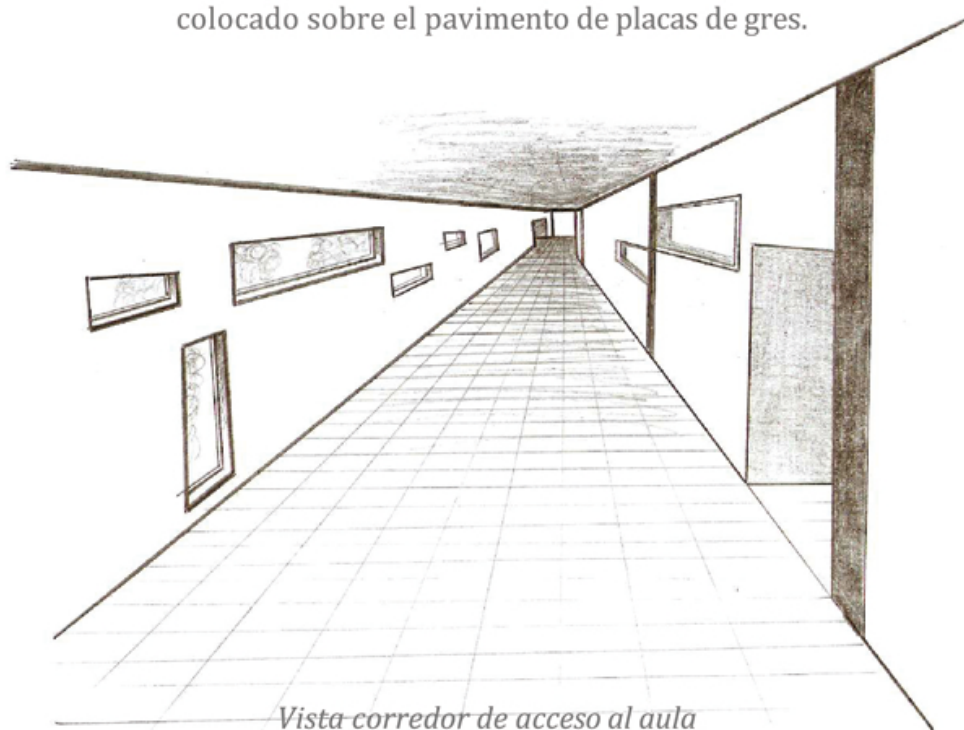 colocado sobre el pavimento de placas de gres.
Vista corredor de acceso al aula